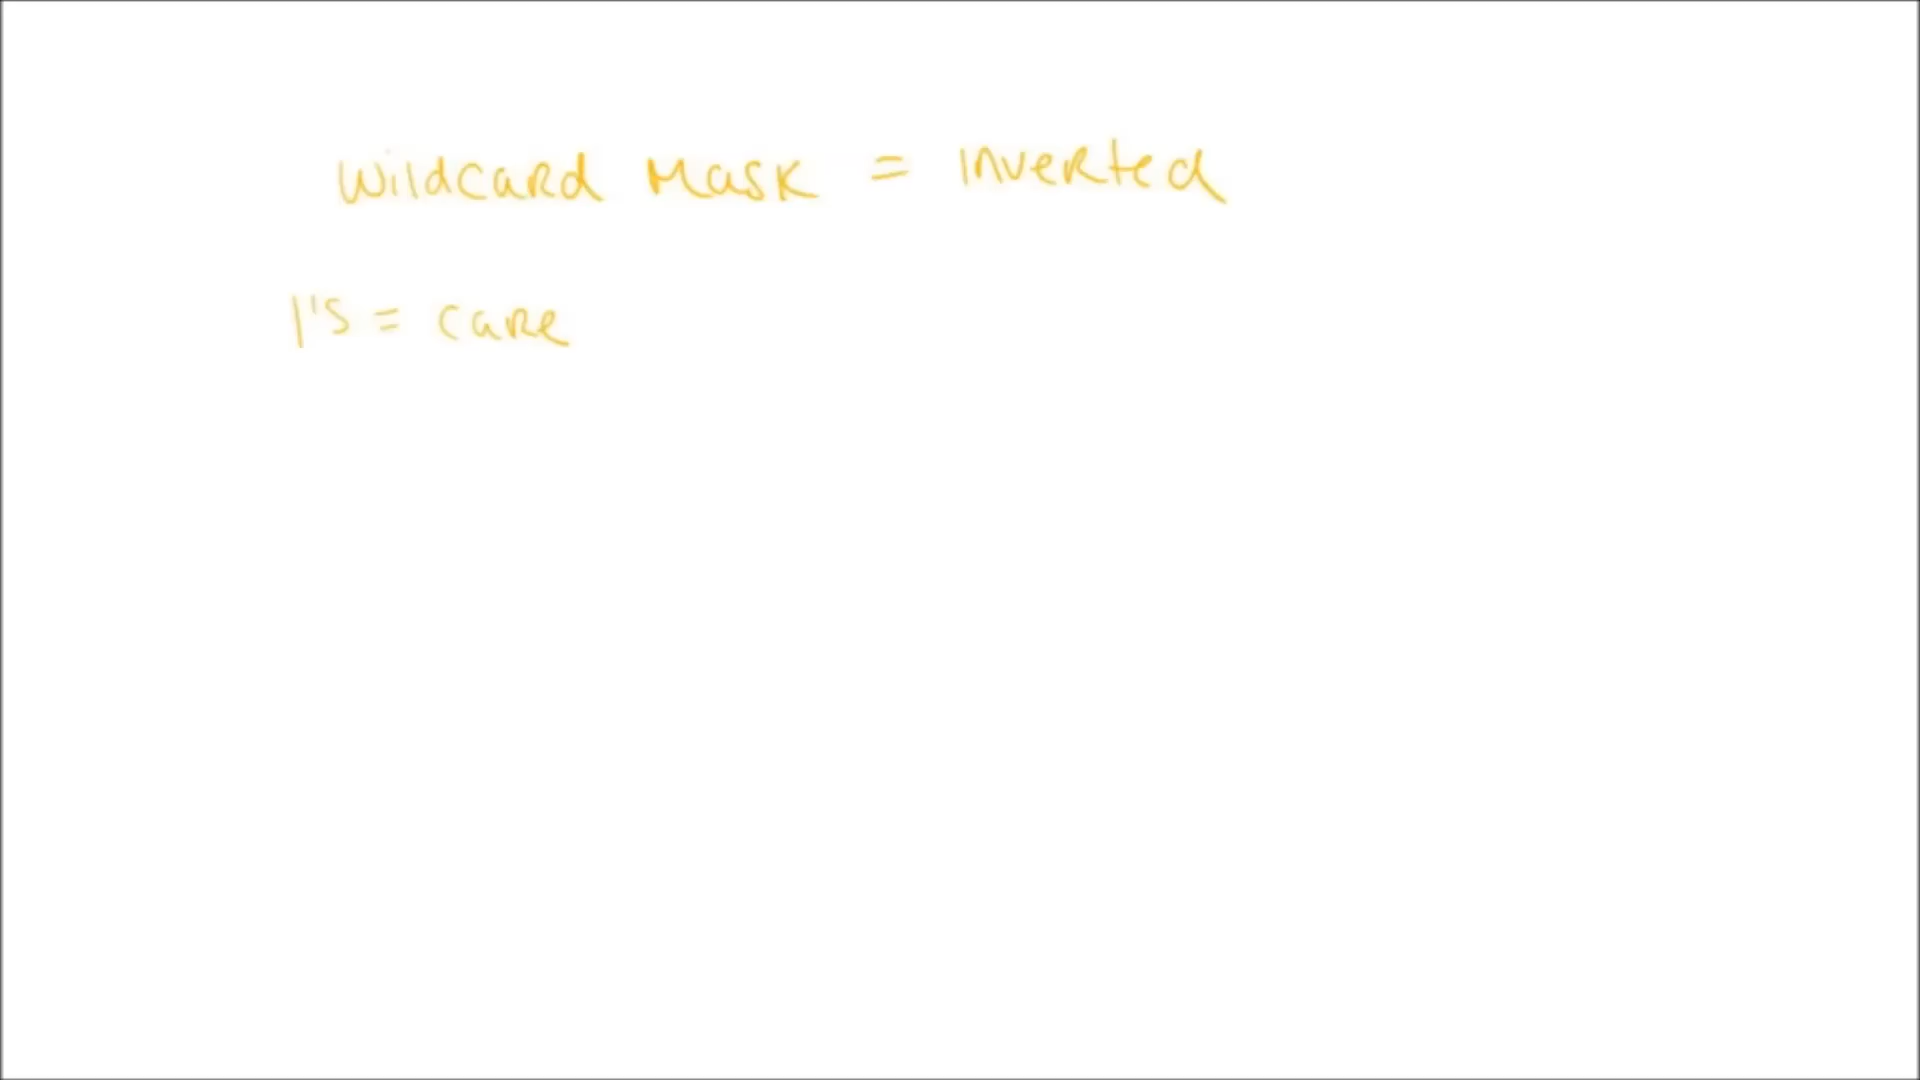 Wildcard Mask = Inverted
1's = care